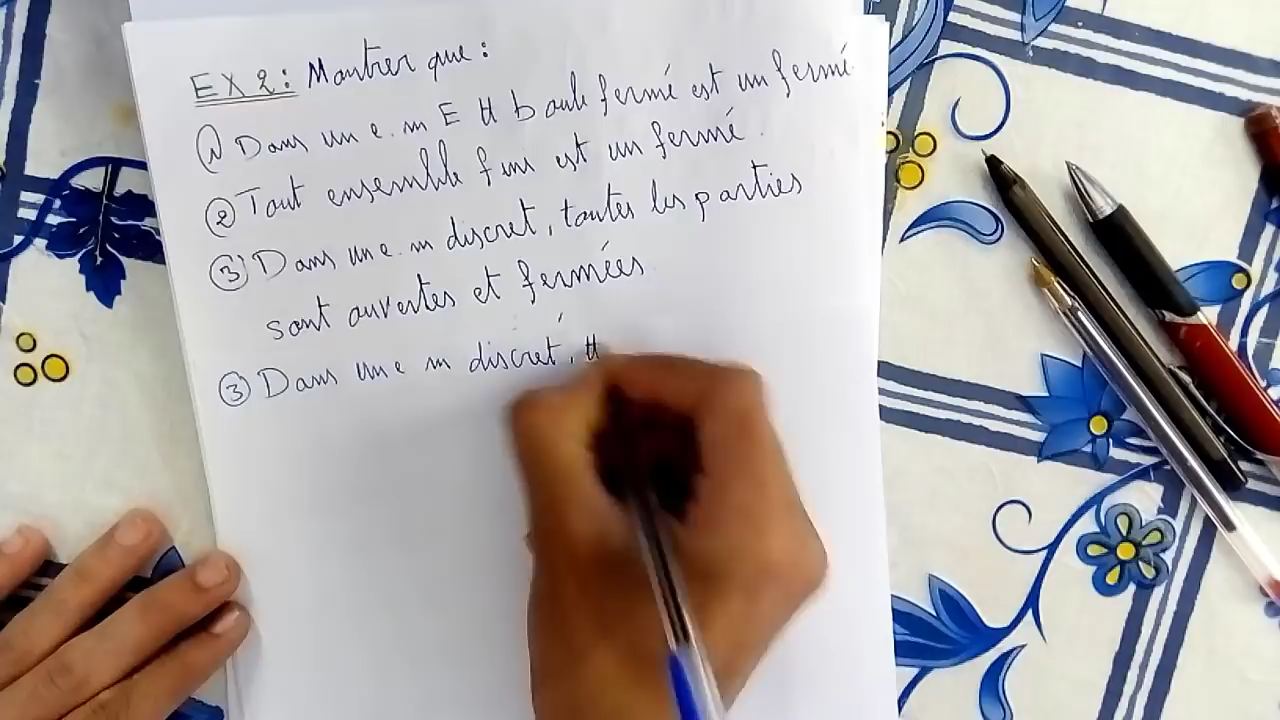 EX 2: Montrer que :
① Dans un e.m E tt boule fermé est un fermé.
② Tout ensemble fini est un fermé.
③ Dans un e.m discret, toutes les parties
sont ouvertes et fermées
③ Dans un e m discret, tt